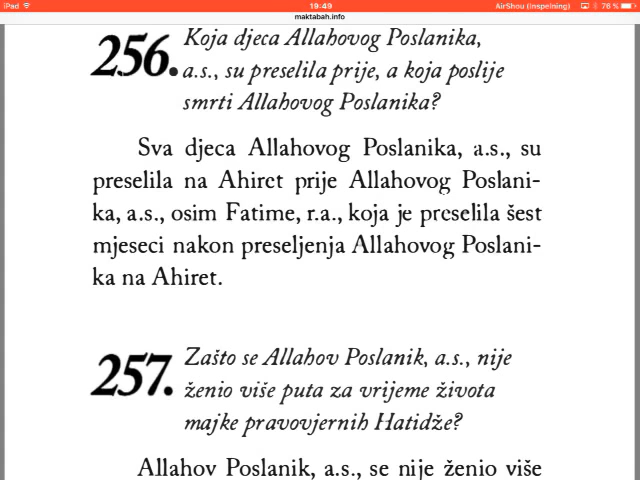 iPad
19:49
AirShou (Inspelning)
76 %
maktabah.info
256. Koja djeca Allahovog Poslanika,
a.s., su preselila prije, a koja poslije
smrti Allahovog Poslanika?
Sva djeca Allahovog Poslanika, a.s., su
preselila na Ahiret prije Allahovog Poslani-
ka, a.s., osim Fatime, r.a., koja je preselila šest
mjeseci nakon preseljenja Allahovog Poslani-
ka na Ahiret.
257. Zašto se Allahov Poslanik, a.s., nije
ženio više puta za vrijeme života
majke pravovjernih Hatidže?
Allahov Poslanik, a.s., se nije ženio više